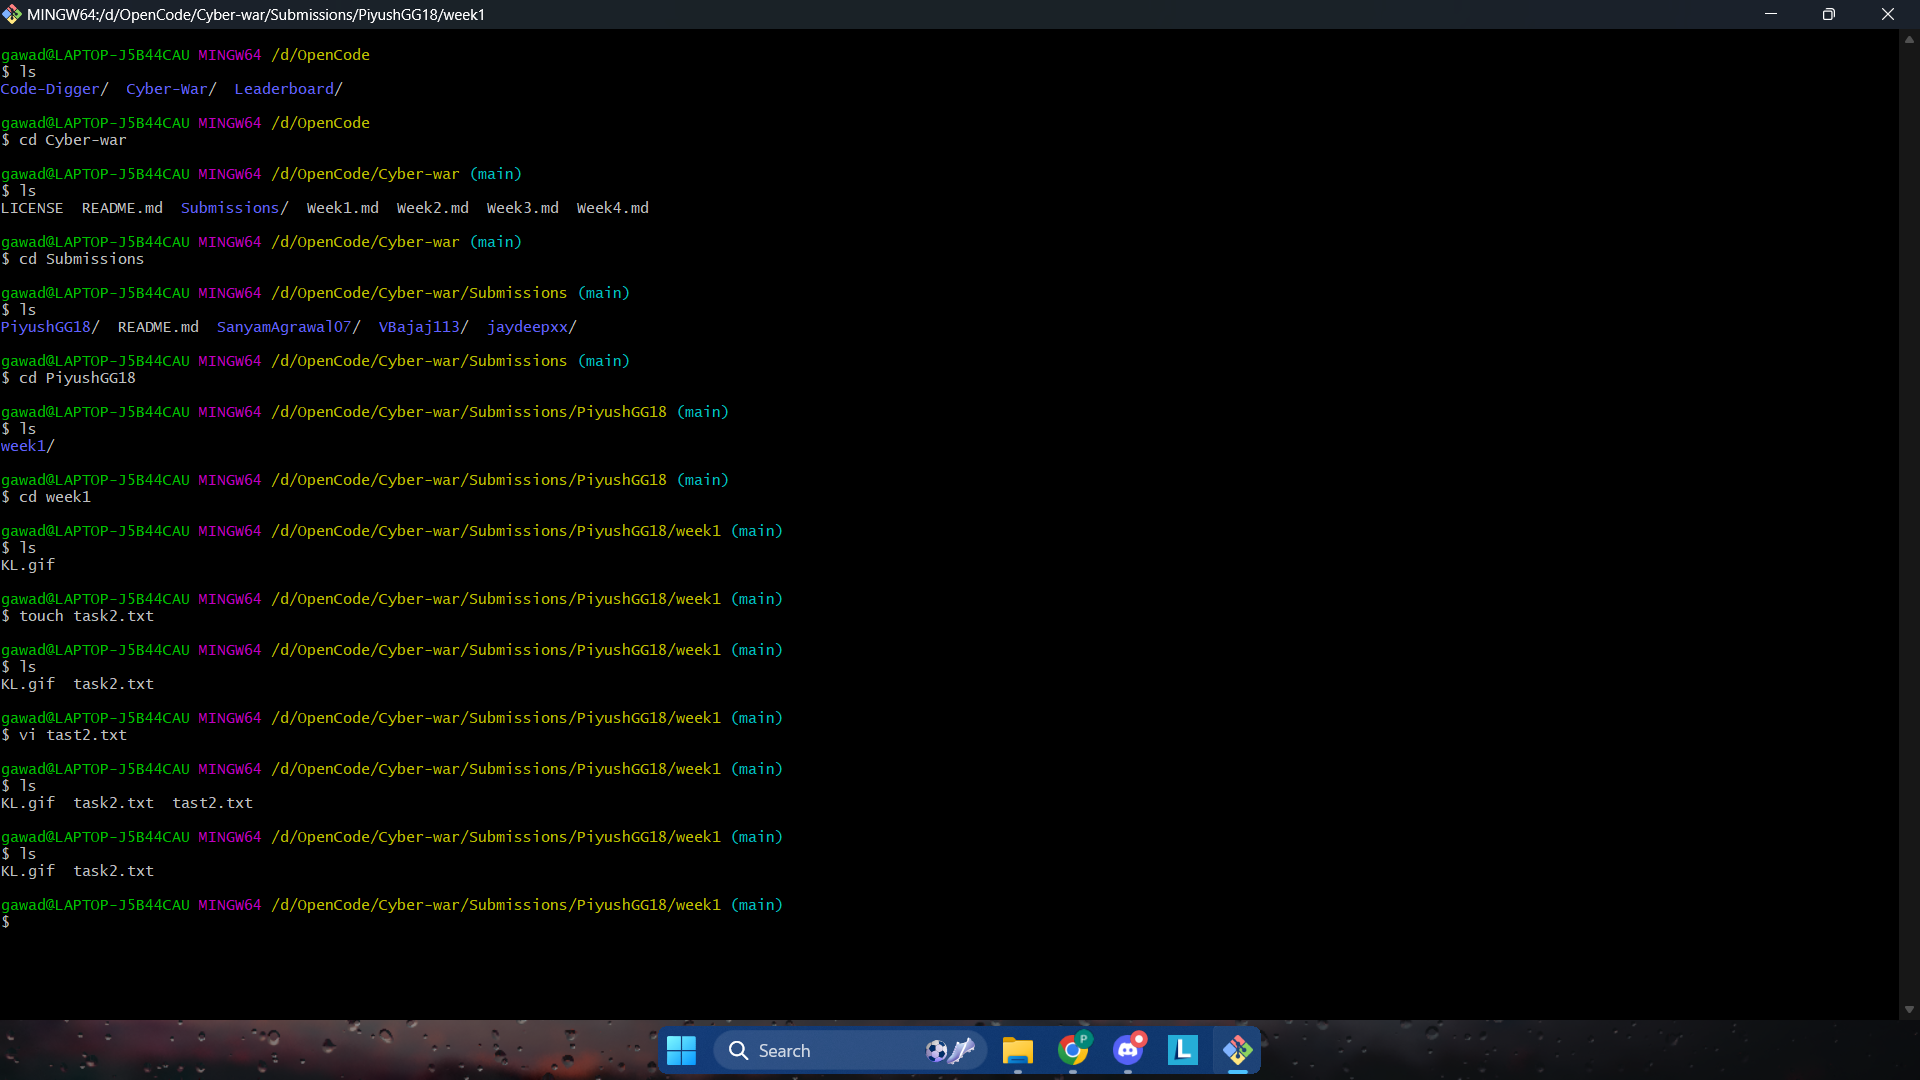 MINGW64:/d/OpenCode/Cyber-war/Submissions/PiyushGG18/week1
gawad@LAPTOP-J5B44CAU MINGW64 /d/OpenCode
$ ls
Code-Digger/  Cyber-War/  Leaderboard/
gawad@LAPTOP-J5B44CAU MINGW64 /d/OpenCode
$ cd Cyber-war
gawad@LAPTOP-J5B44CAU MINGW64 /d/OpenCode/Cyber-war (main)
$ ls
LICENSE  README.md  Submissions/  Week1.md  Week2.md  Week3.md  Week4.md
gawad@LAPTOP-J5B44CAU MINGW64 /d/OpenCode/Cyber-war (main)
$ cd Submissions
gawad@LAPTOP-J5B44CAU MINGW64 /d/OpenCode/Cyber-war/Submissions (main)
$ ls
PiyushGG18/  README.md  SanyamAgrawal07/  VBajaj113/  jaydeepxx/
gawad@LAPTOP-J5B44CAU MINGW64 /d/OpenCode/Cyber-war/Submissions (main)
$ cd PiyushGG18
gawad@LAPTOP-J5B44CAU MINGW64 /d/OpenCode/Cyber-war/Submissions/PiyushGG18 (main)
$ ls
week1/
gawad@LAPTOP-J5B44CAU MINGW64 /d/OpenCode/Cyber-war/Submissions/PiyushGG18 (main)
$ cd week1
gawad@LAPTOP-J5B44CAU MINGW64 /d/OpenCode/Cyber-war/Submissions/PiyushGG18/week1 (main)
$ ls
KL.gif
gawad@LAPTOP-J5B44CAU MINGW64 /d/OpenCode/Cyber-war/Submissions/PiyushGG18/week1 (main)
$ touch task2.txt
gawad@LAPTOP-J5B44CAU MINGW64 /d/OpenCode/Cyber-war/Submissions/PiyushGG18/week1 (main)
$ ls
KL.gif  task2.txt
gawad@LAPTOP-J5B44CAU MINGW64 /d/OpenCode/Cyber-war/Submissions/PiyushGG18/week1 (main)
$ vi tast2.txt
gawad@LAPTOP-J5B44CAU MINGW64 /d/OpenCode/Cyber-war/Submissions/PiyushGG18/week1 (main)
$ ls
KL.gif  task2.txt  tast2.txt
gawad@LAPTOP-J5B44CAU MINGW64 /d/OpenCode/Cyber-war/Submissions/PiyushGG18/week1 (main)
$ ls
KL.gif  task2.txt
gawad@LAPTOP-J5B44CAU MINGW64 /d/OpenCode/Cyber-war/Submissions/PiyushGG18/week1 (main)
$
Search
P
L